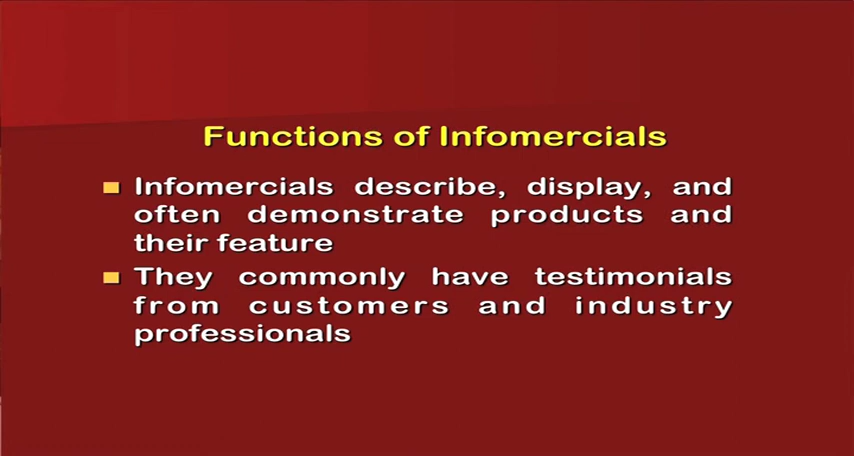 Functions of Infomercials
Infomercials describe, display, and
often demonstrate products and
their feature
They commonly have testimonials
from customers and industry
professionals